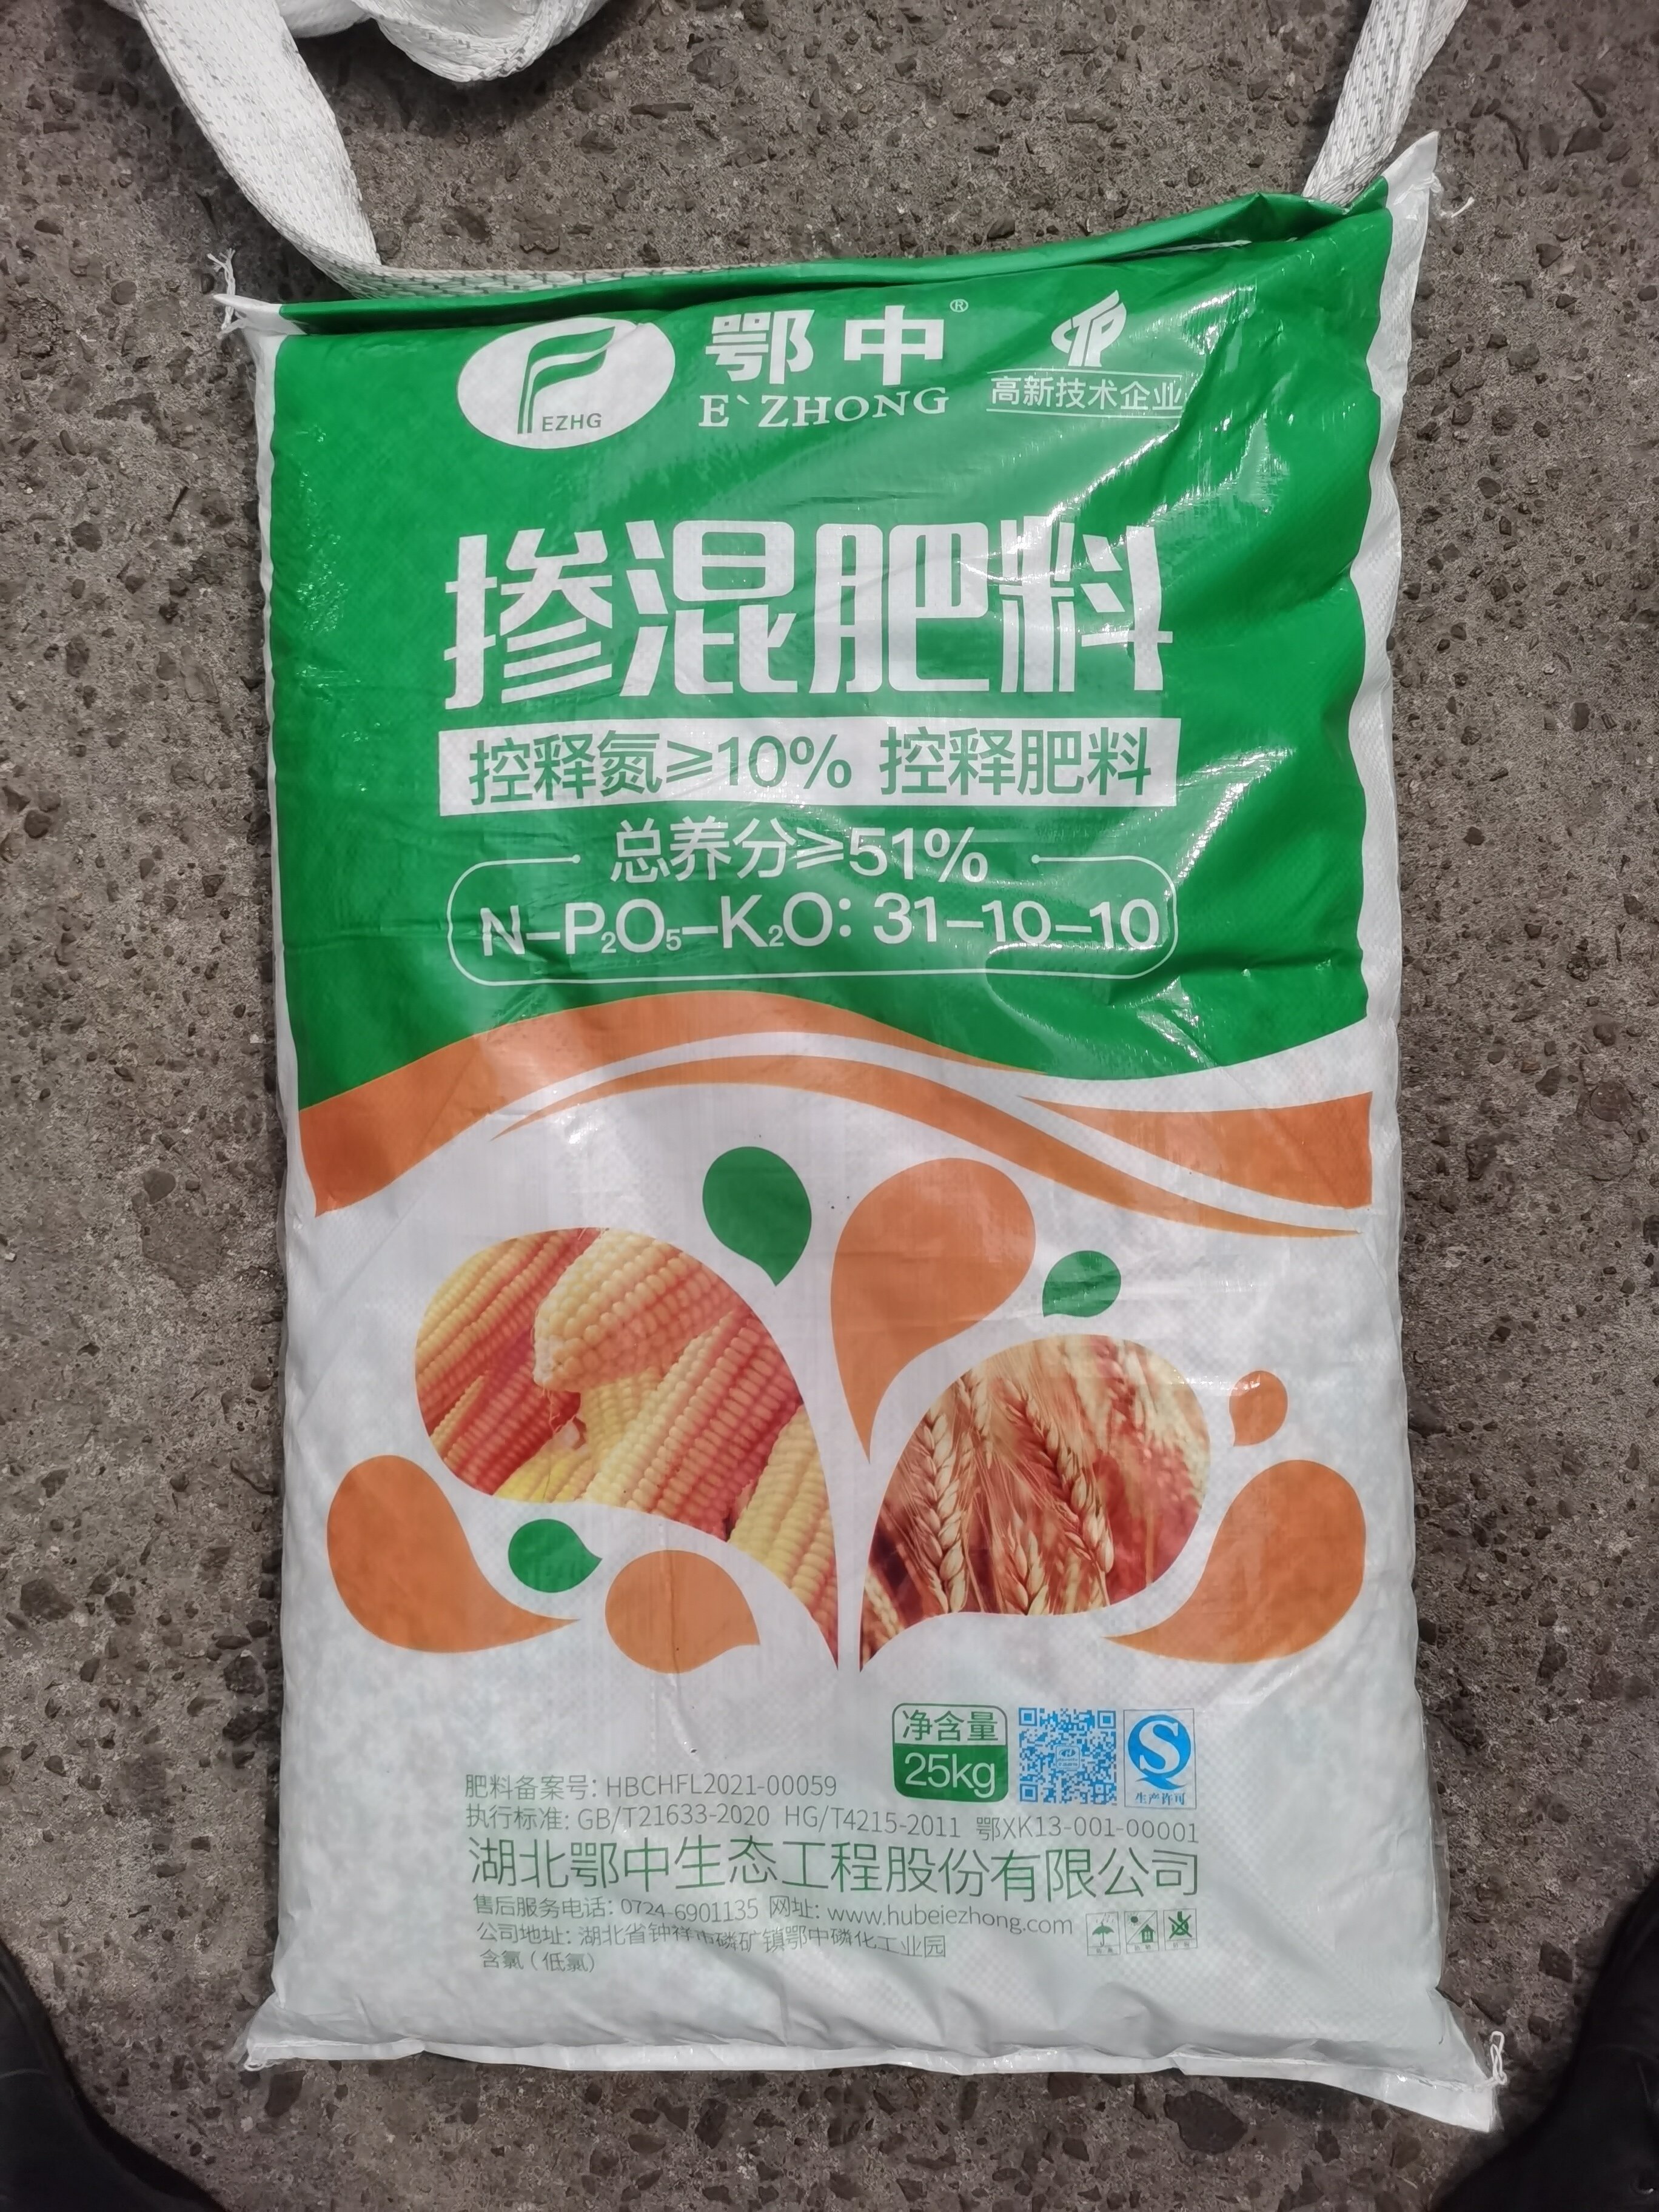 EZHG
鄂中®
E`ZHONG
高新技术企业
掺混肥料
控释氮≥10% 控释肥料
总养分≥51%
N–P₂O₅–K₂O: 31–10–10
净含量
25kg
生产许可
肥料备案号: HBCHFL2021-00059
执行标准: GB/T21633-2020 HG/T4215-2011 鄂XK13-001-00001
湖北鄂中生态工程股份有限公司
售后服务电话: 0724-6901135 网址: www.hubeiezhong.com
公司地址: 湖北省钟祥市磷矿镇鄂中磷化工业园
含氯（低氯）